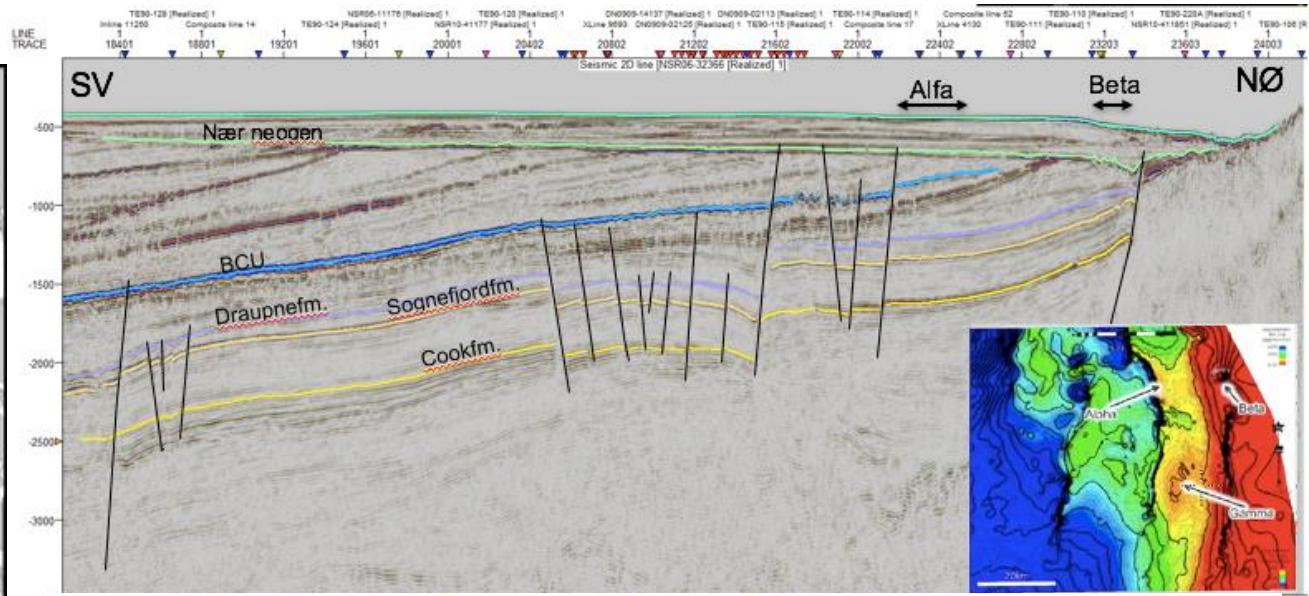 TE90-128 [Realized] 1 NSR06-11176 [Realized] 1 TE90-120 [Realized] 1 DN0909-14137 [Realized] 1 DN0909-02113 [Realized] 1 TE90-114 [Realized] 1 Composite line 52 TE90-110 [Realized] 1 TE90-228A [Realized] 1
Inline 11260 Composite line 14 TE90-124 [Realized] 1 NSR10-41177 [Realized] 1 XLine 9693 DN0909-02125 [Realized] 1 TE90-115 [Realized] 1 Composite line 17 XLine 4130 TE90-111 [Realized] 1 NSR10-411851 [Realized] 1 TE90-106 [R
LINE
TRACE
18401 18801 19201 19601 20001 20402 20802 21202 21602 22002 22402 22802 23203 23603 24003
Seismic 2D line [NSR06-32366 [Realized] 1]
SV Alfa Beta NØ
-500
Nær neogen
-1000
BCU
-1500
Draupnefm.
Sognefjordfm.
Cookfm.
-2000
-2500
-3000
Alpha
Beta
Gamma
20km